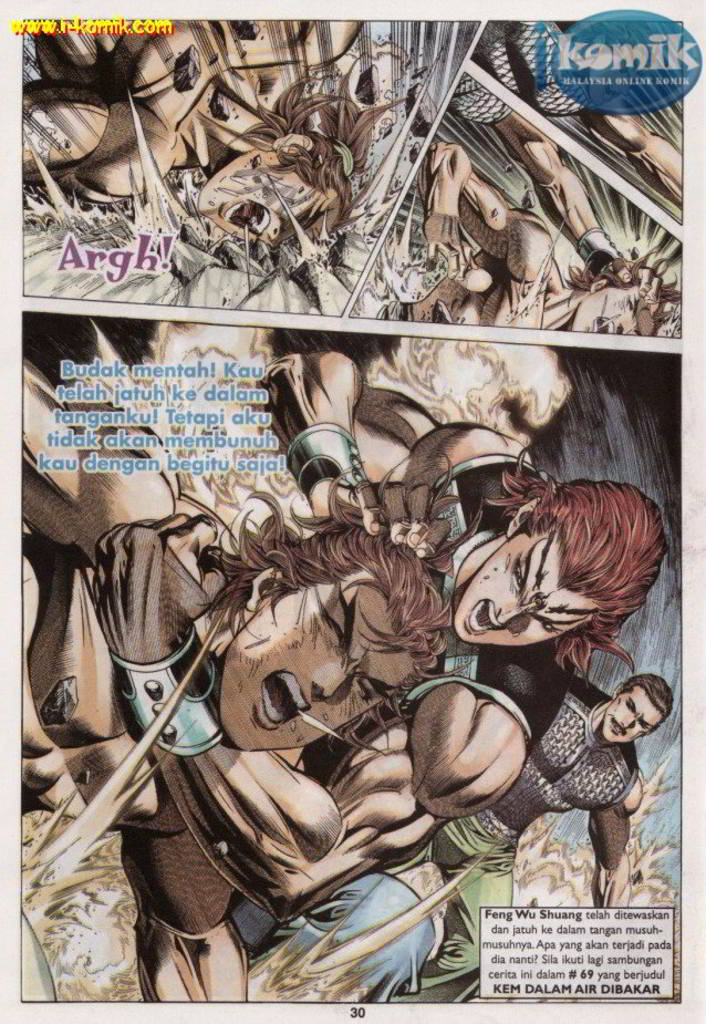 www.i-komik.com
komik
MALAYSIA ONLINE KOMIK
Argh!
Budak mentah! Kau
telah jatuh ke dalam
tanganku! Tetapi aku
tidak akan membunuh
kau dengan begitu saja!
Feng Wu Shuang telah ditewaskan
dan jatuh ke dalam tangan musuh-
musuhnya. Apa yang akan terjadi pada
dia nanti? Sila ikuti lagi sambungan
cerita ini dalam # 69 yang berjudul
KEM DALAM AIR DIBAKAR
30